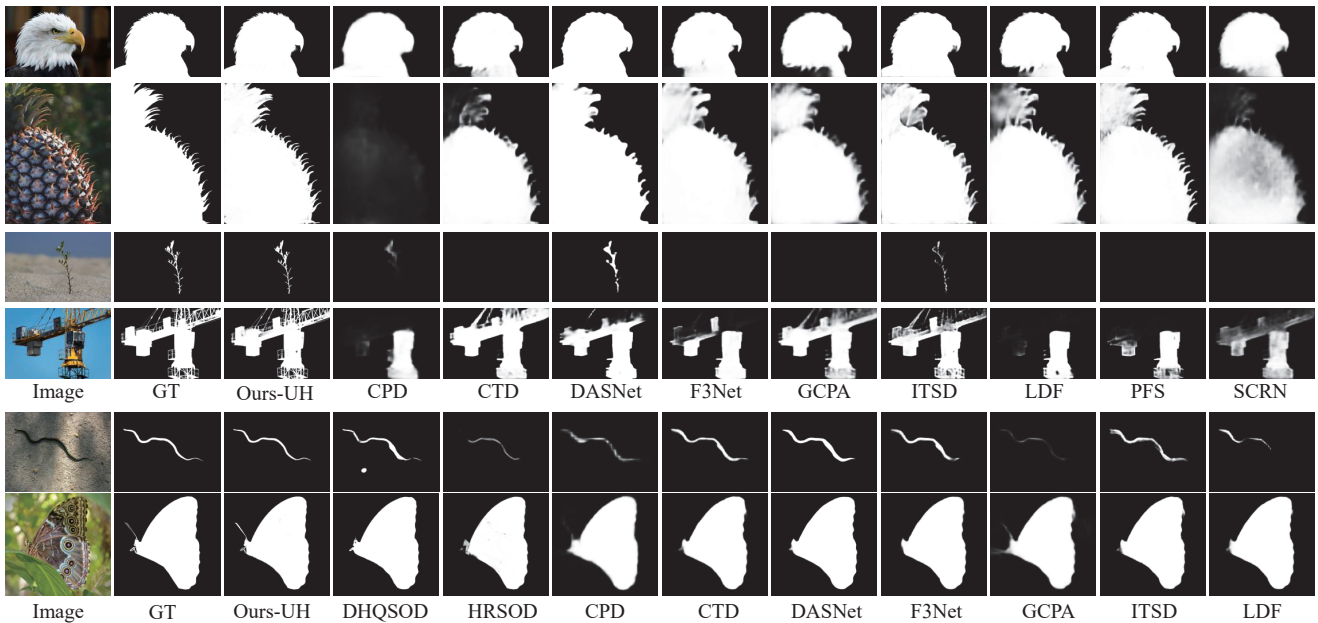 Image GT Ours-UH CPD CTD DASNet F3Net GCPA ITSD LDF PFS SCRN
Image GT Ours-UH DHQSOD HRSOD CPD CTD DASNet F3Net GCPA ITSD LDF